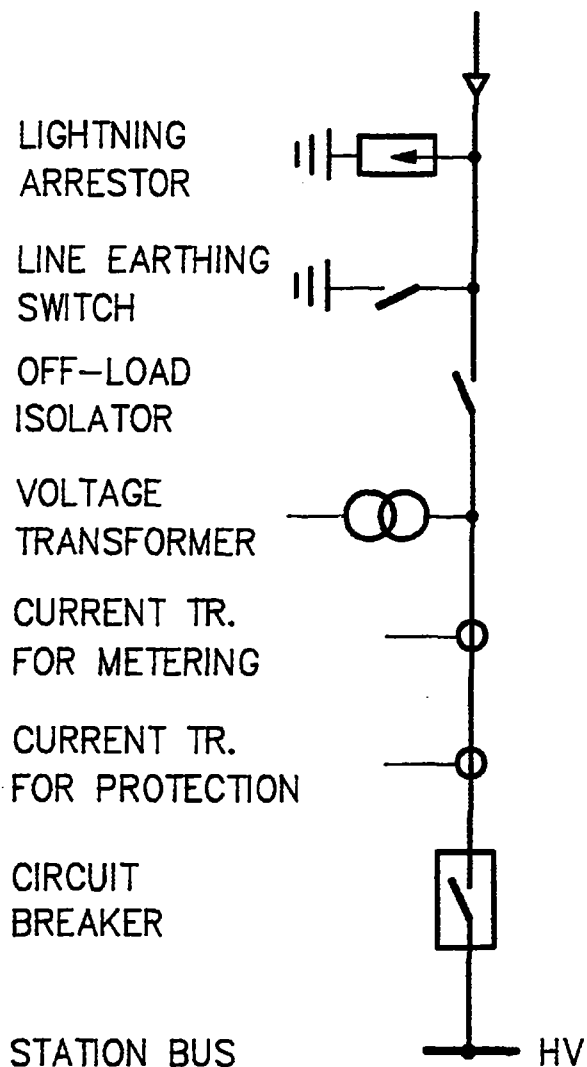 LIGHTNING
ARRESTOR
LINE EARTHING
SWITCH
OFF-LOAD
ISOLATOR
VOLTAGE
TRANSFORMER
CURRENT TR.
FOR METERING
CURRENT TR.
FOR PROTECTION
CIRCUIT
BREAKER
STATION BUS
HV